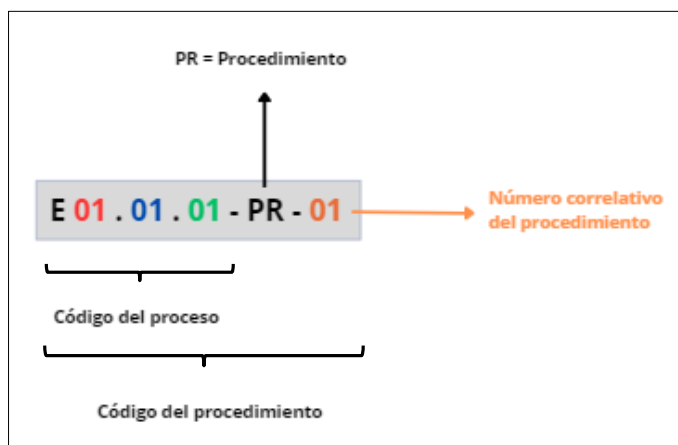 PR = Procedimiento
E 01 . 01 . 01 - PR - 01
Número correlativo
del procedimiento
Código del proceso
Código del procedimiento